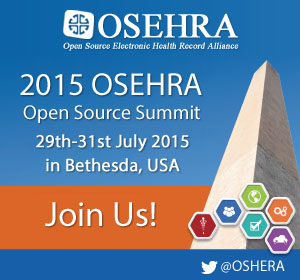 OSEHRA
Open Source Electronic Health Record Alliance
2015 OSEHRA
Open Source Summit
29th-31st July 2015
in Bethesda, USA
Join Us!
@OSHERA